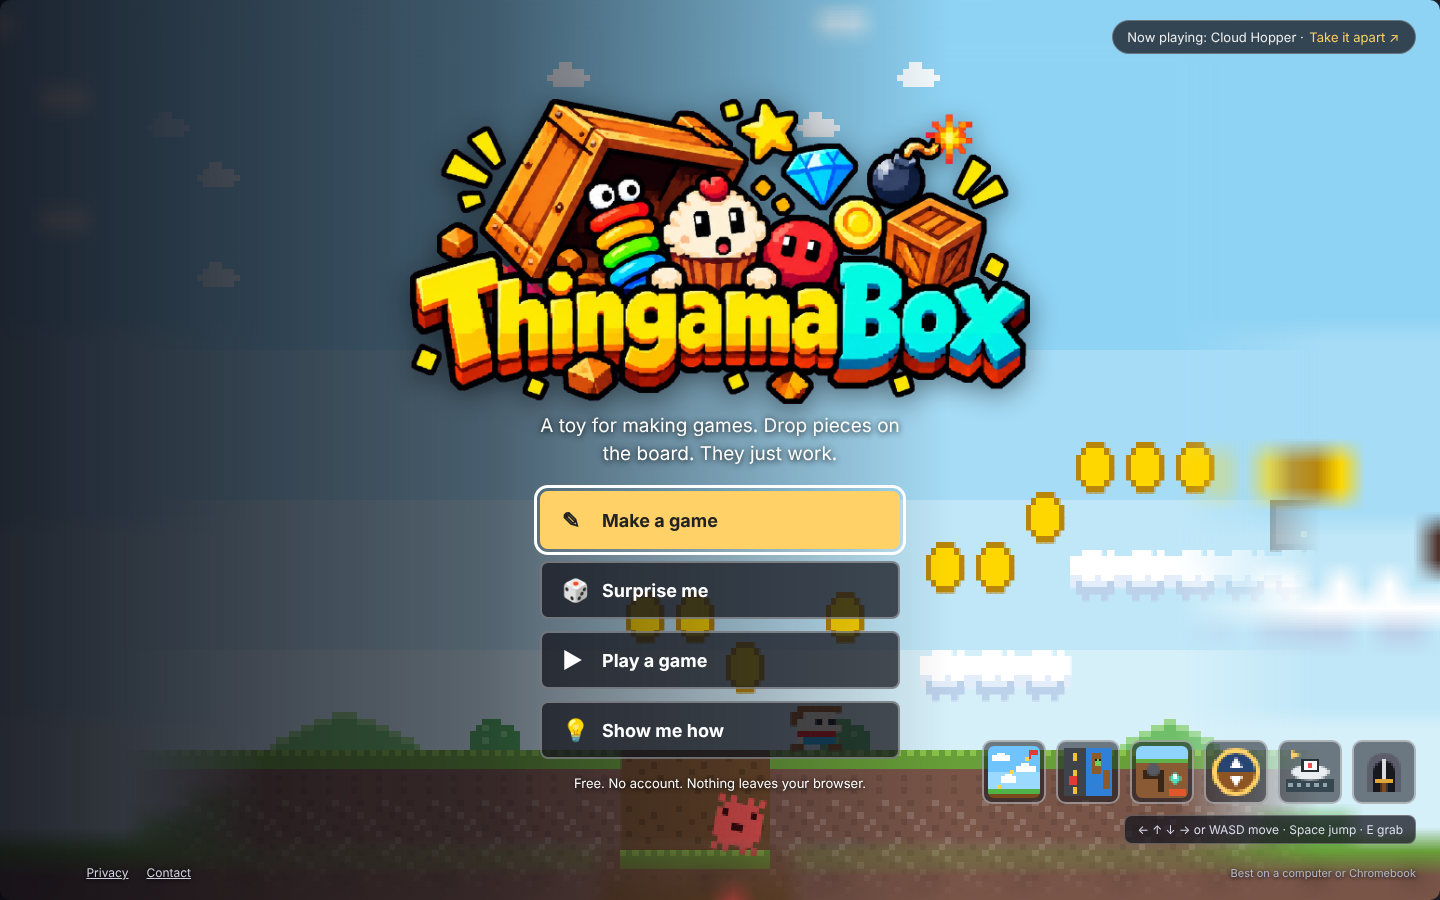 Now playing: Cloud Hopper · Take it apart ↗
ThingamaBox
A toy for making games. Drop pieces on
the board. They just work.
Make a game
Surprise me
Play a game
Show me how
Free. No account. Nothing leaves your browser.
← ↑ ↓ → or WASD move · Space jump · E grab
Privacy Contact
Best on a computer or Chromebook